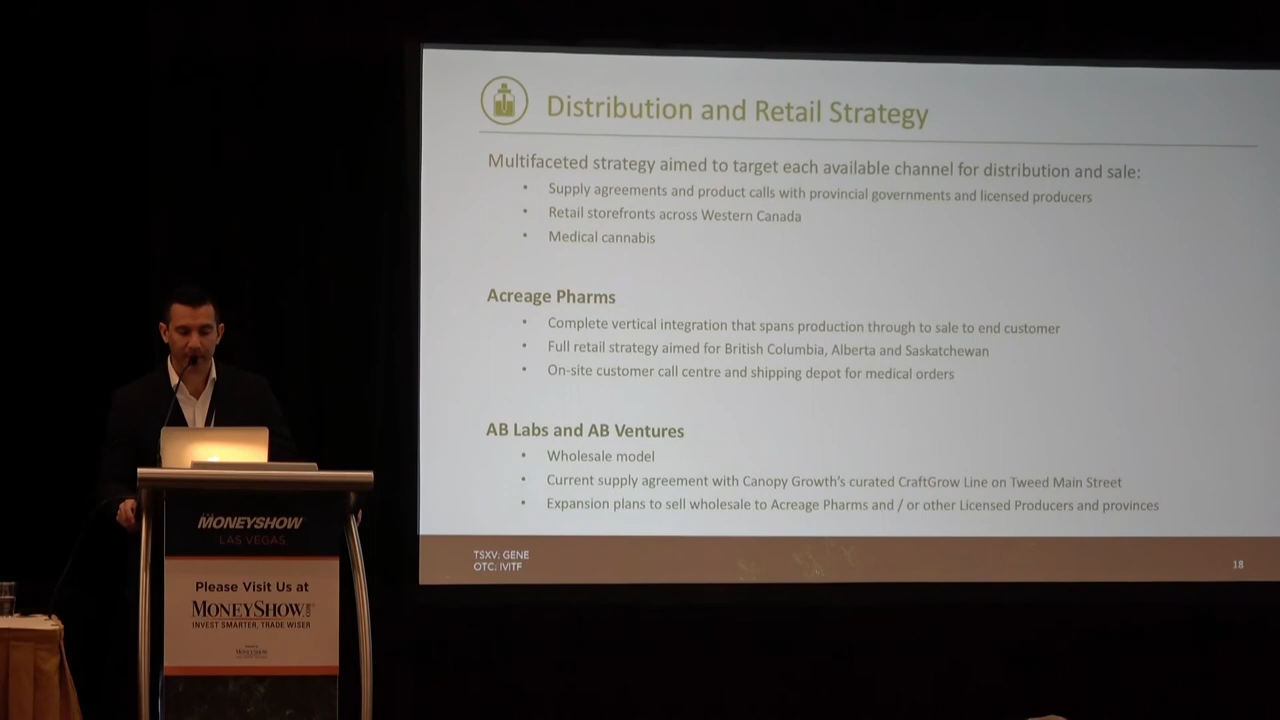 Distribution and Retail Strategy
Multifaceted strategy aimed to target each available channel for distribution and sale:
• Supply agreements and product calls with provincial governments and licensed producers
• Retail storefronts across Western Canada
• Medical cannabis
Acreage Pharms
• Complete vertical integration that spans production through to sale to end customer
• Full retail strategy aimed for British Columbia, Alberta and Saskatchewan
• On-site customer call centre and shipping depot for medical orders
AB Labs and AB Ventures
• Wholesale model
• Current supply agreement with Canopy Growth's curated CraftGrow Line on Tweed Main Street
• Expansion plans to sell wholesale to Acreage Pharms and / or other Licensed Producers and provinces
TSXV: GENE
OTC: IVITF
18
MONEYSHOW
LAS VEGAS
Please Visit Us at
MONEYSHOW.COM
INVEST SMARTER, TRADE WISER
MONEYSHOW